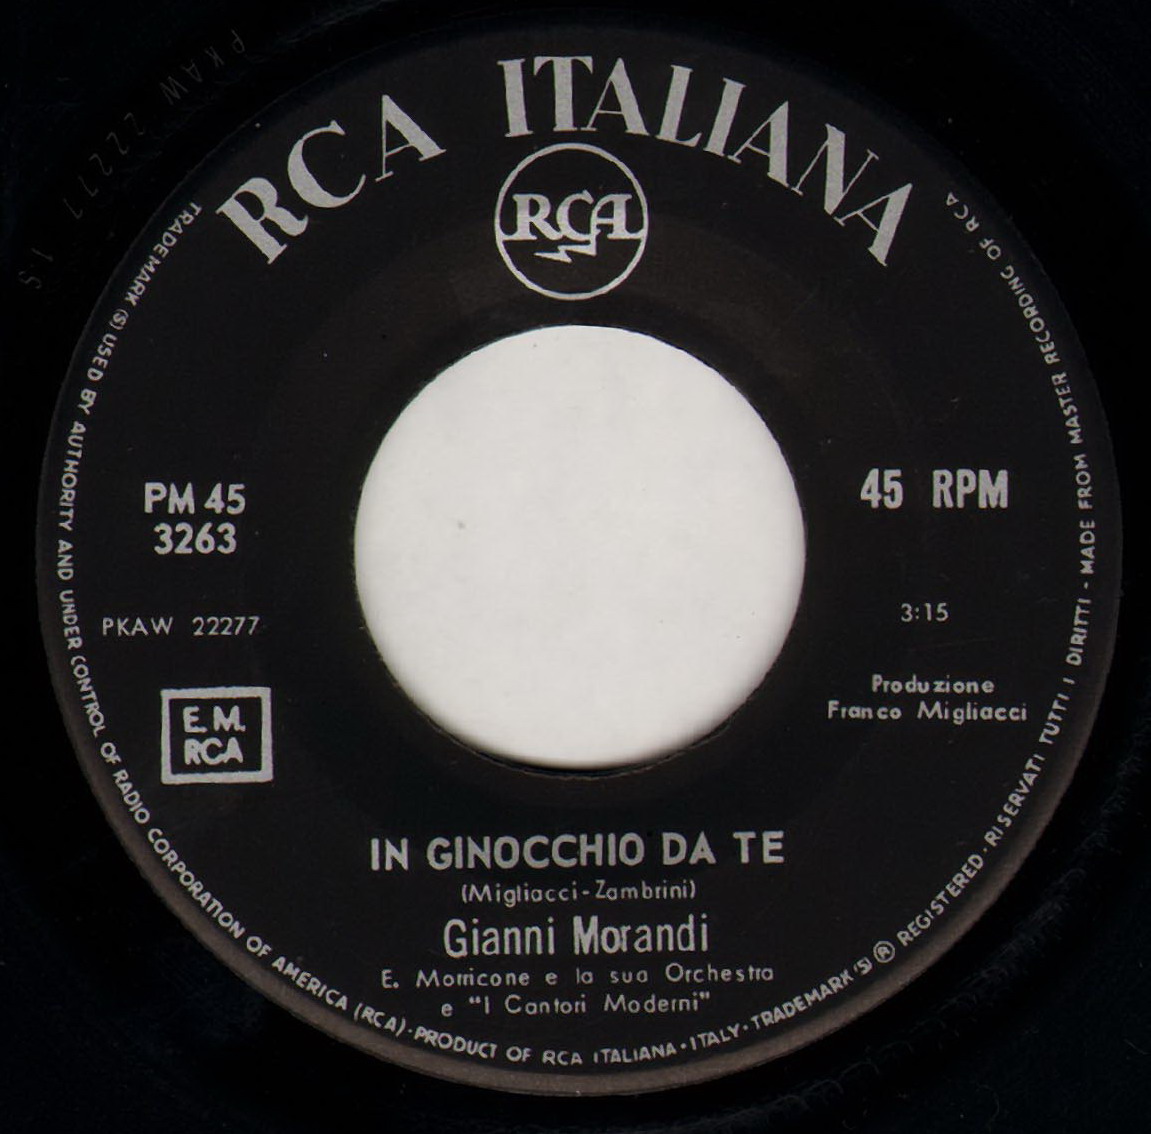 RCA ITALIANA
RCA
PM 45
3263
PKAW 22277
E.M.
RCA
45 RPM
3:15
Produzione
Franco Migliacci
IN GINOCCHIO DA TE
(Migliacci-Zambrini)
Gianni Morandi
E. Morricone e la sua Orchestra
e "I Cantori Moderni"
TRADEMARK (S) USED BY AUTHORITY AND UNDER CONTROL OF RADIO CORPORATION OF AMERICA (RCA)·PRODUCT OF RCA ITALIANA·ITALY·TRADEMARK (S) ® REGISTERED·RISERVATI TUTTI I DIRITTI - MADE FROM MASTER RECORDING OF RCA
PKAW 22277 1S